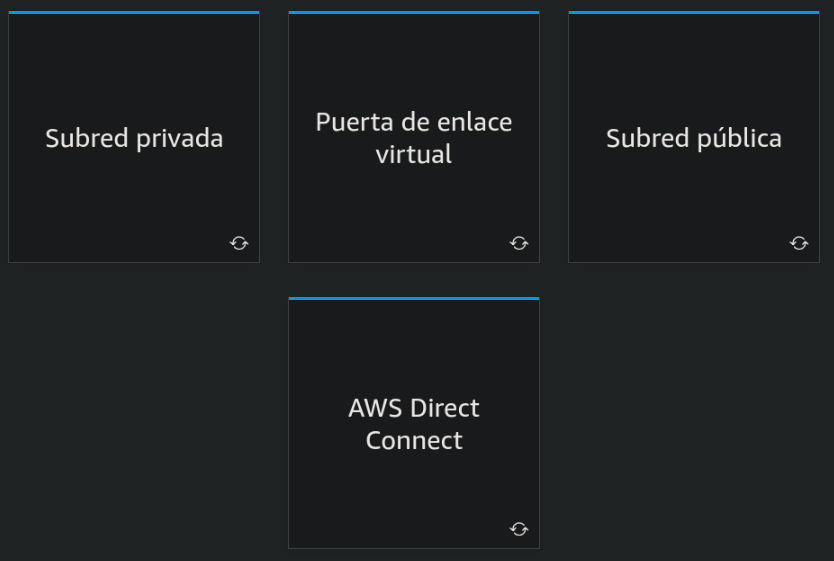 Subred privada
Puerta de enlace
virtual
Subred pública
AWS Direct
Connect